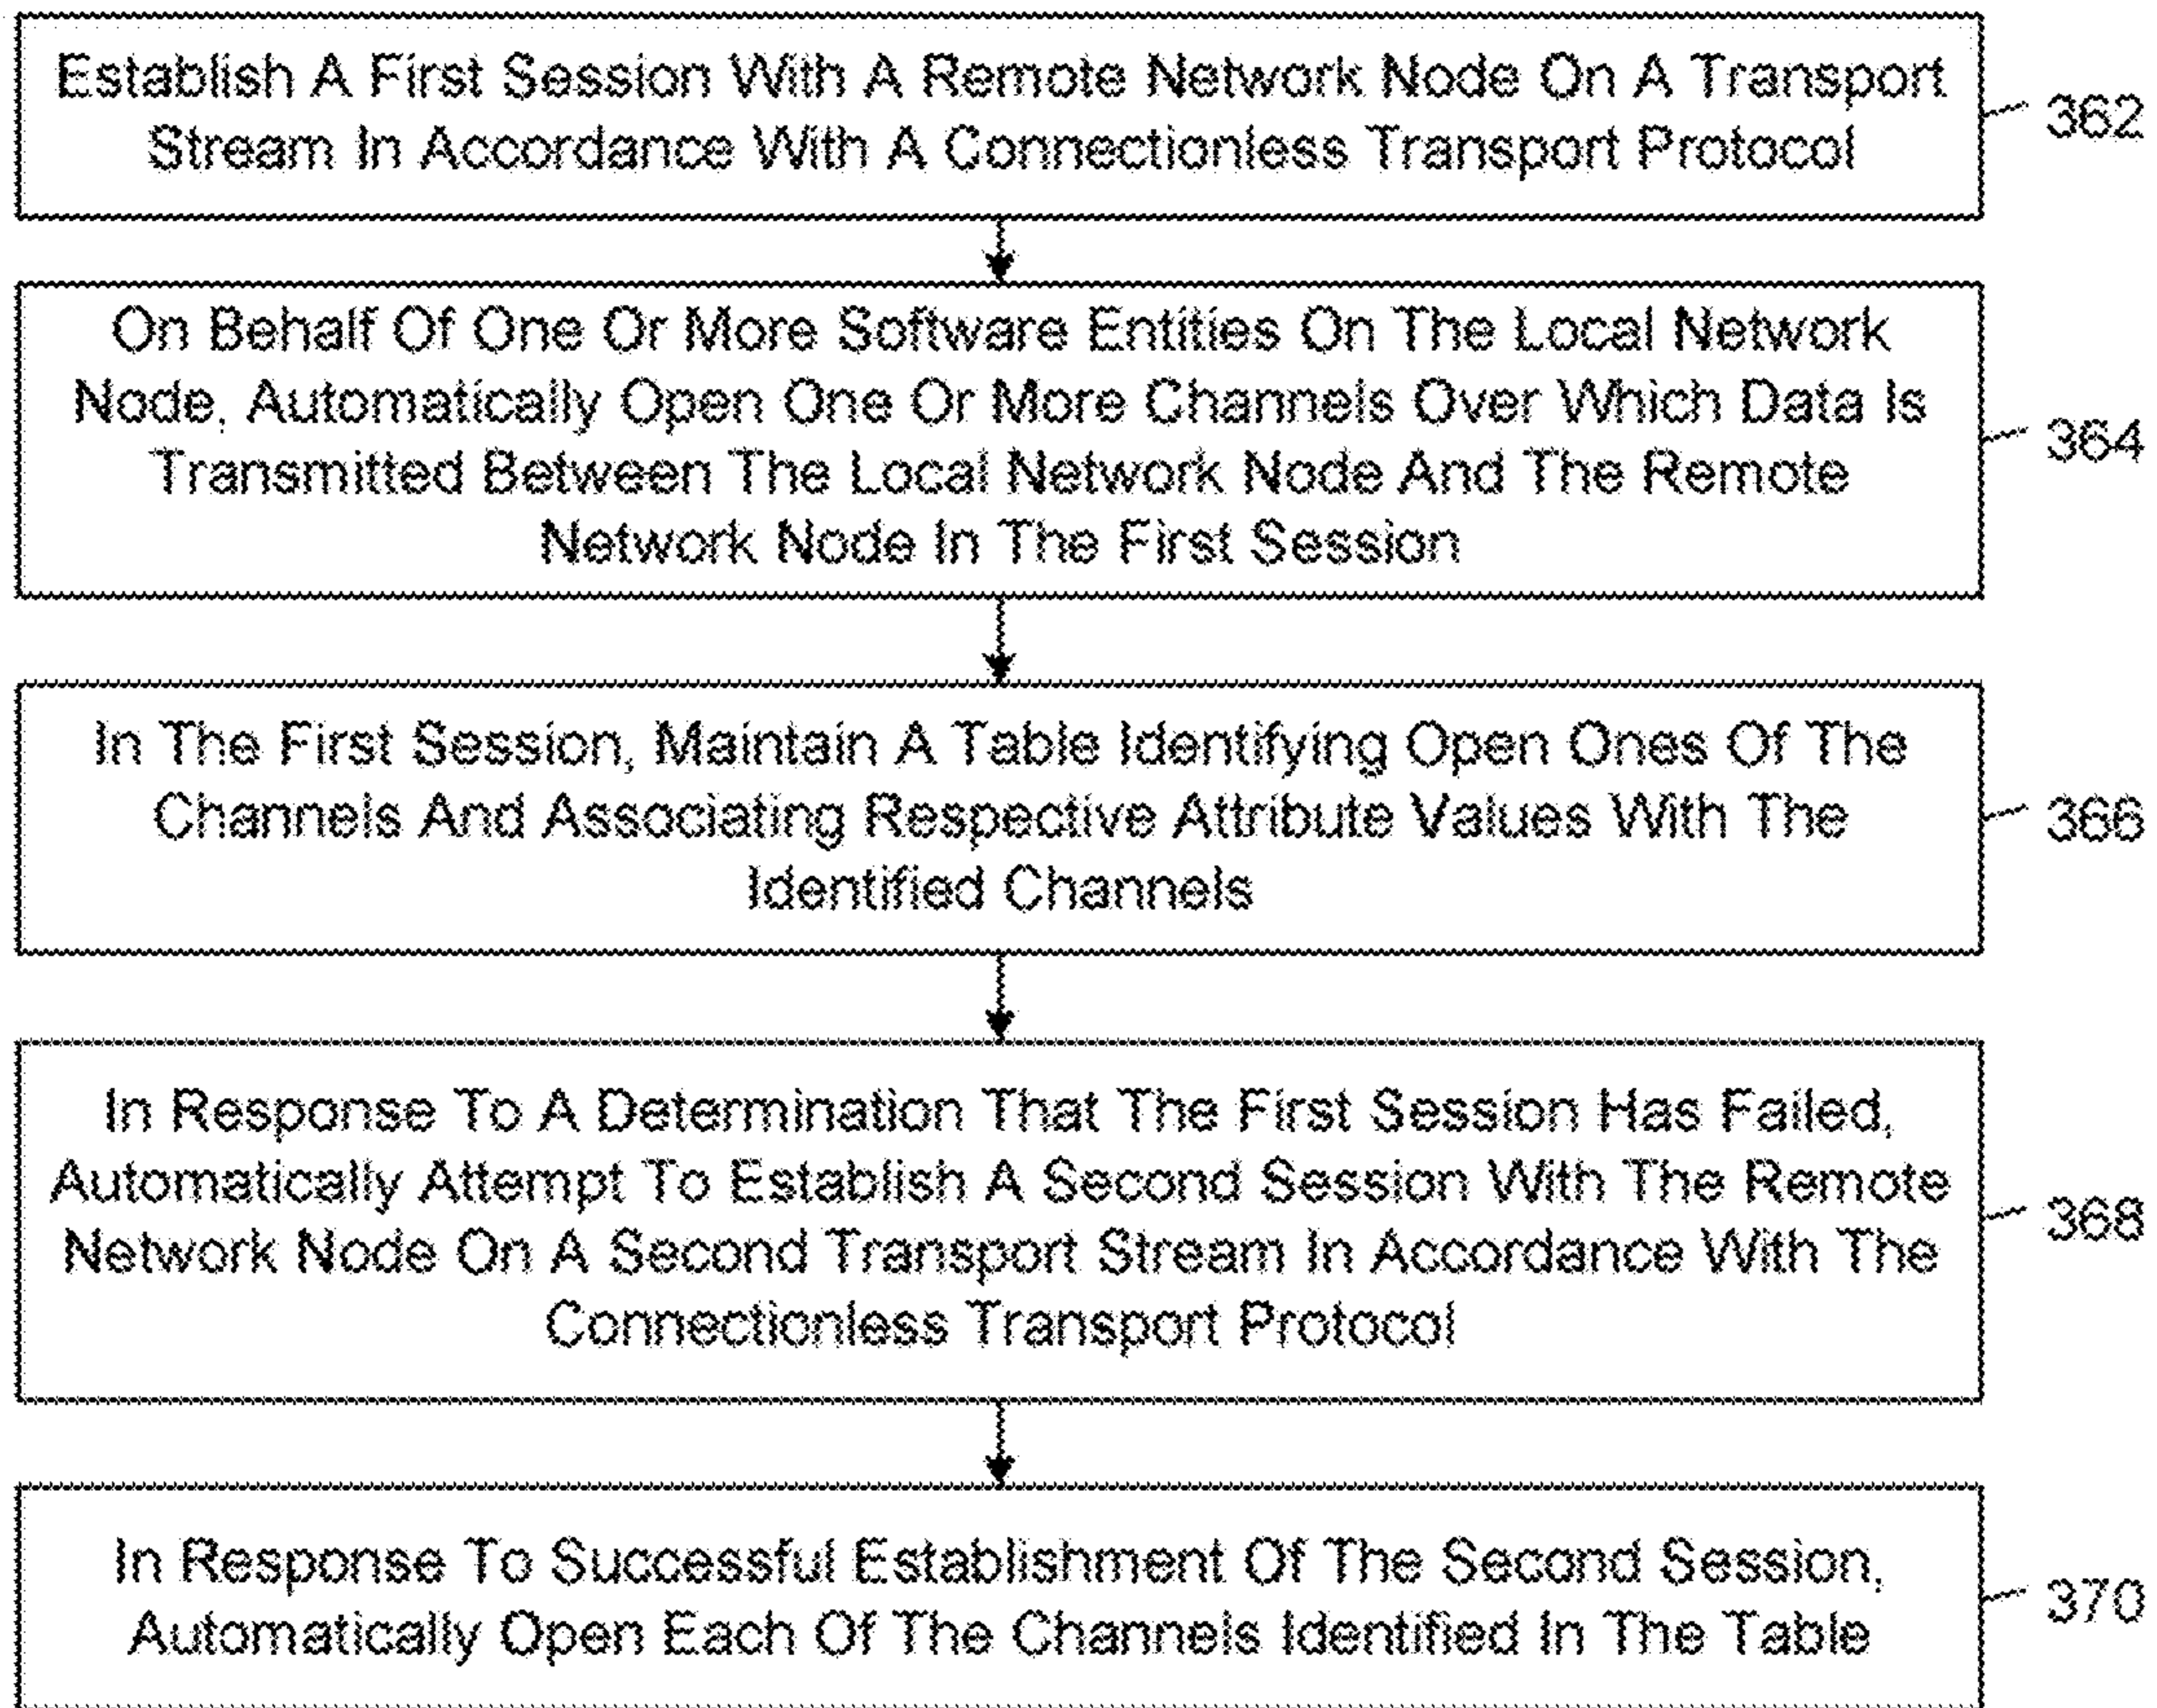 Establish A First Session With A Remote Network Node On A Transport
Stream In Accordance With A Connectionless Transport Protocol
362
On Behalf Of One Or More Software Entities On The Local Network
Node, Automatically Open One Or More Channels Over Which Data Is
Transmitted Between The Local Network Node And The Remote
Network Node In The First Session
364
In The First Session, Maintain A Table Identifying Open Ones Of The
Channels And Associating Respective Attribute Values With The
Identified Channels
366
In Response To A Determination That The First Session Has Failed,
Automatically Attempt To Establish A Second Session With The Remote
Network Node On A Second Transport Stream In Accordance With The
Connectionless Transport Protocol
368
In Response To Successful Establishment Of The Second Session,
Automatically Open Each Of The Channels Identified In The Table
370